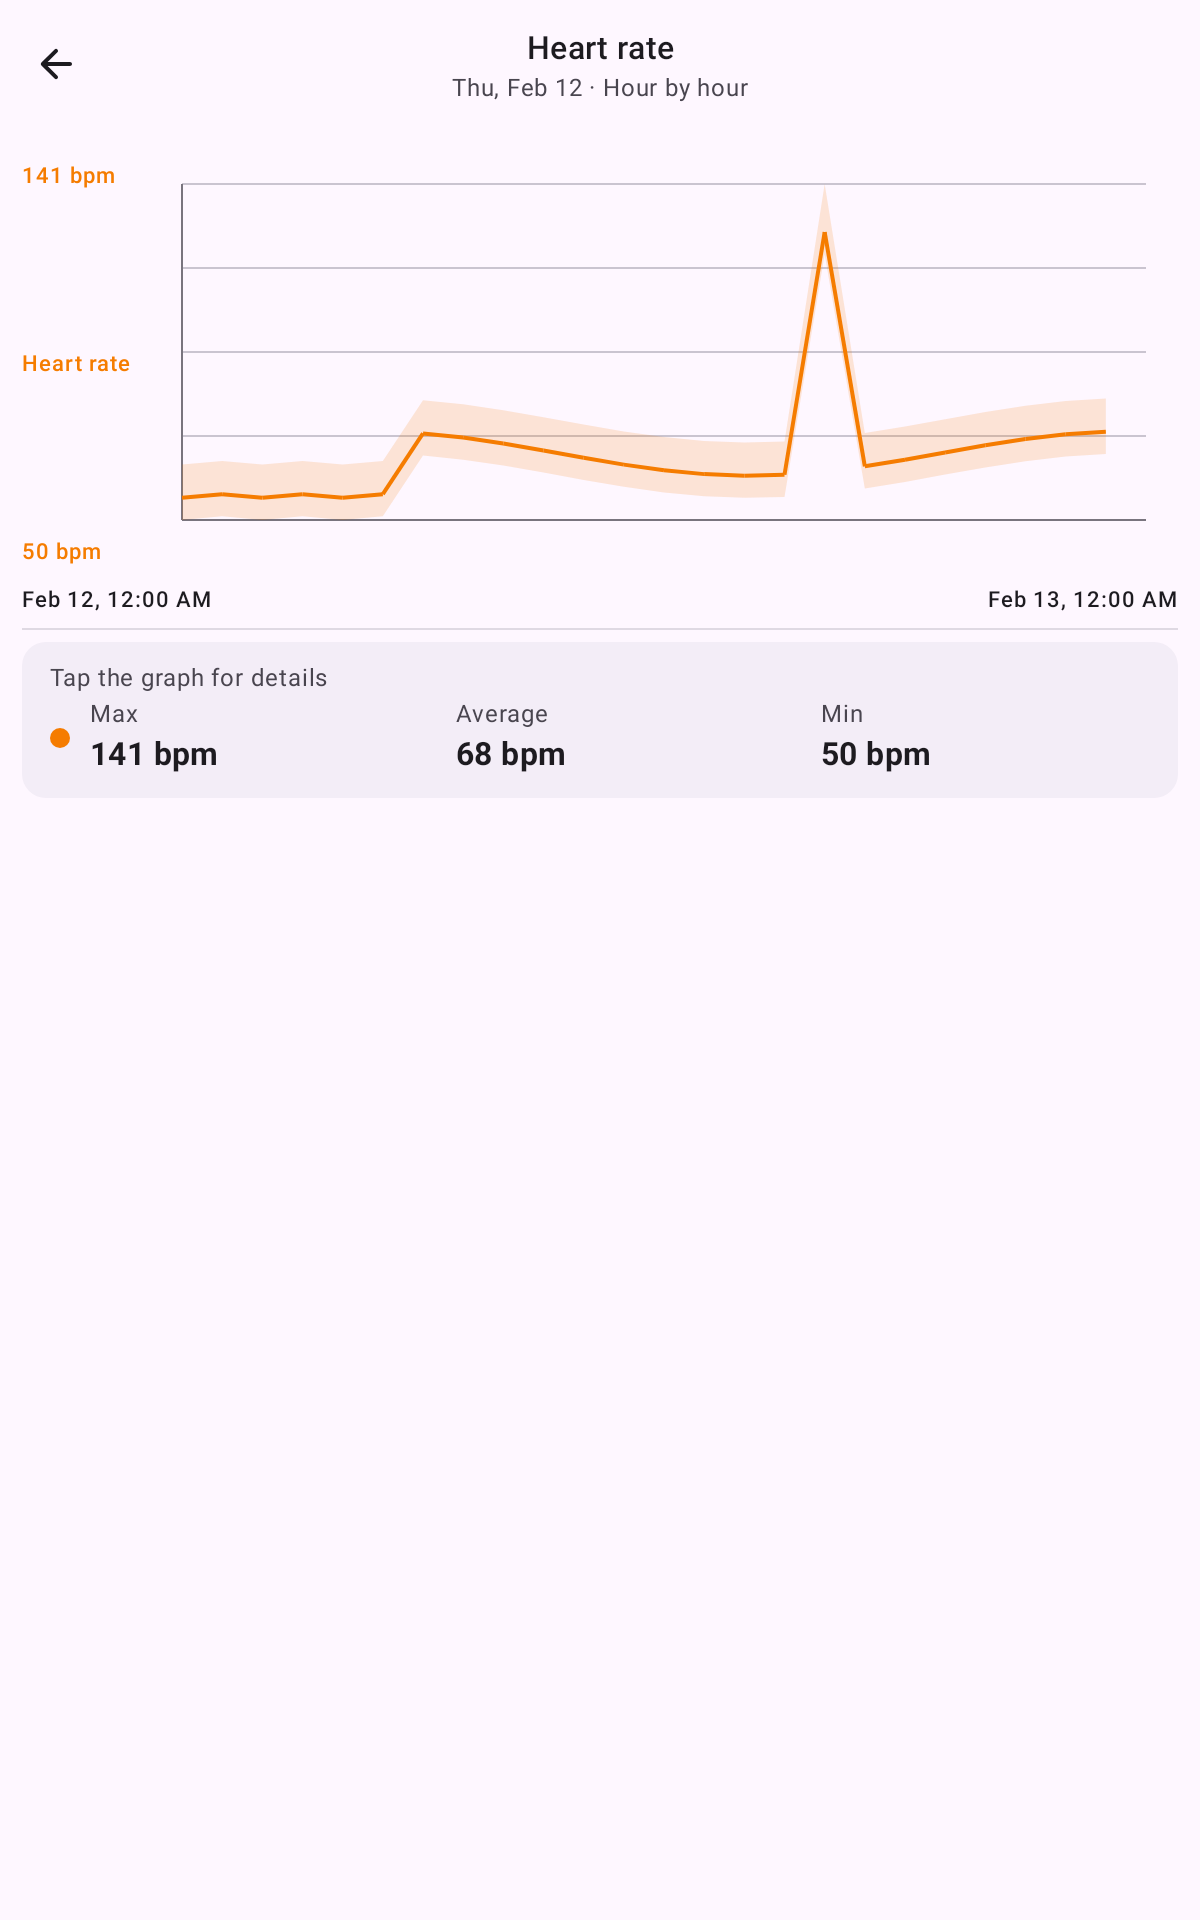 Heart rate
Thu, Feb 12 · Hour by hour
141 bpm
Heart rate
50 bpm
Feb 12, 12:00 AM
Feb 13, 12:00 AM
Tap the graph for details
Max
Average
Min
141 bpm
68 bpm
50 bpm